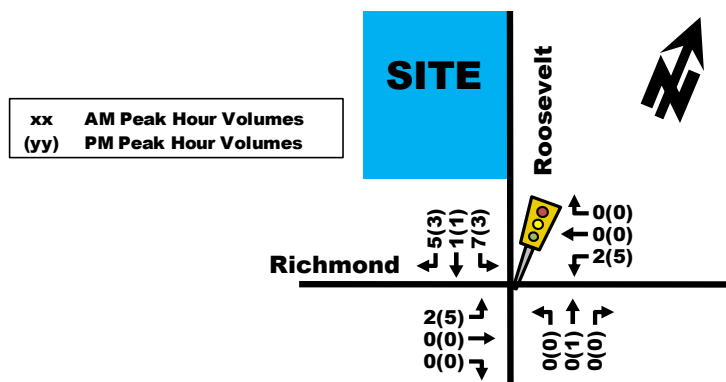 SITE
Roosevelt
xx AM Peak Hour Volumes
(yy) PM Peak Hour Volumes
N
5(3)
1(1)
7(3)
0(0)
0(0)
2(5)
Richmond
2(5)
0(0)
0(0)
0(0)
0(1)
0(0)